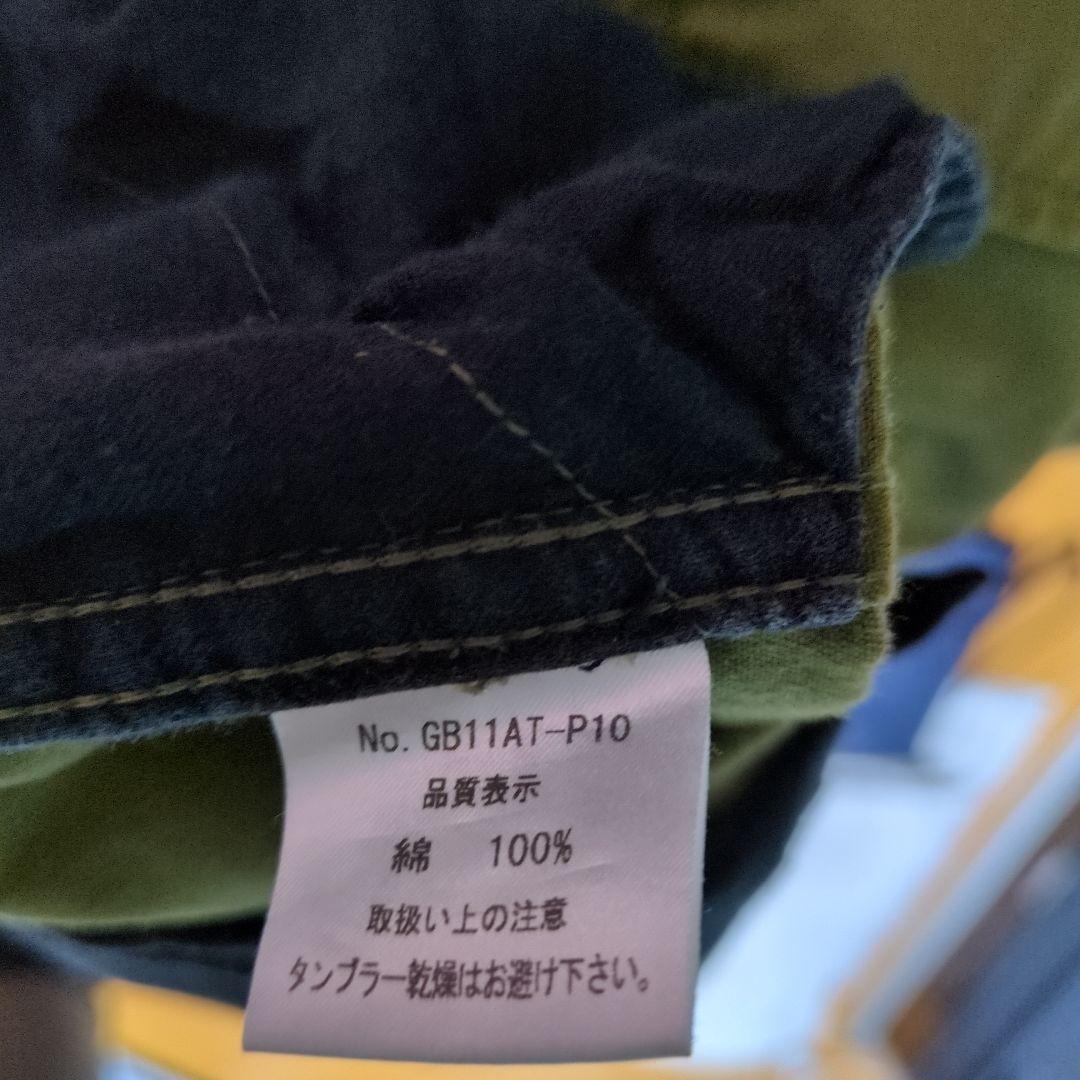 No. GB11AT-P10
品質表示
綿 100%
取扱い上の注意
タンブラー乾燥はお避け下さい。